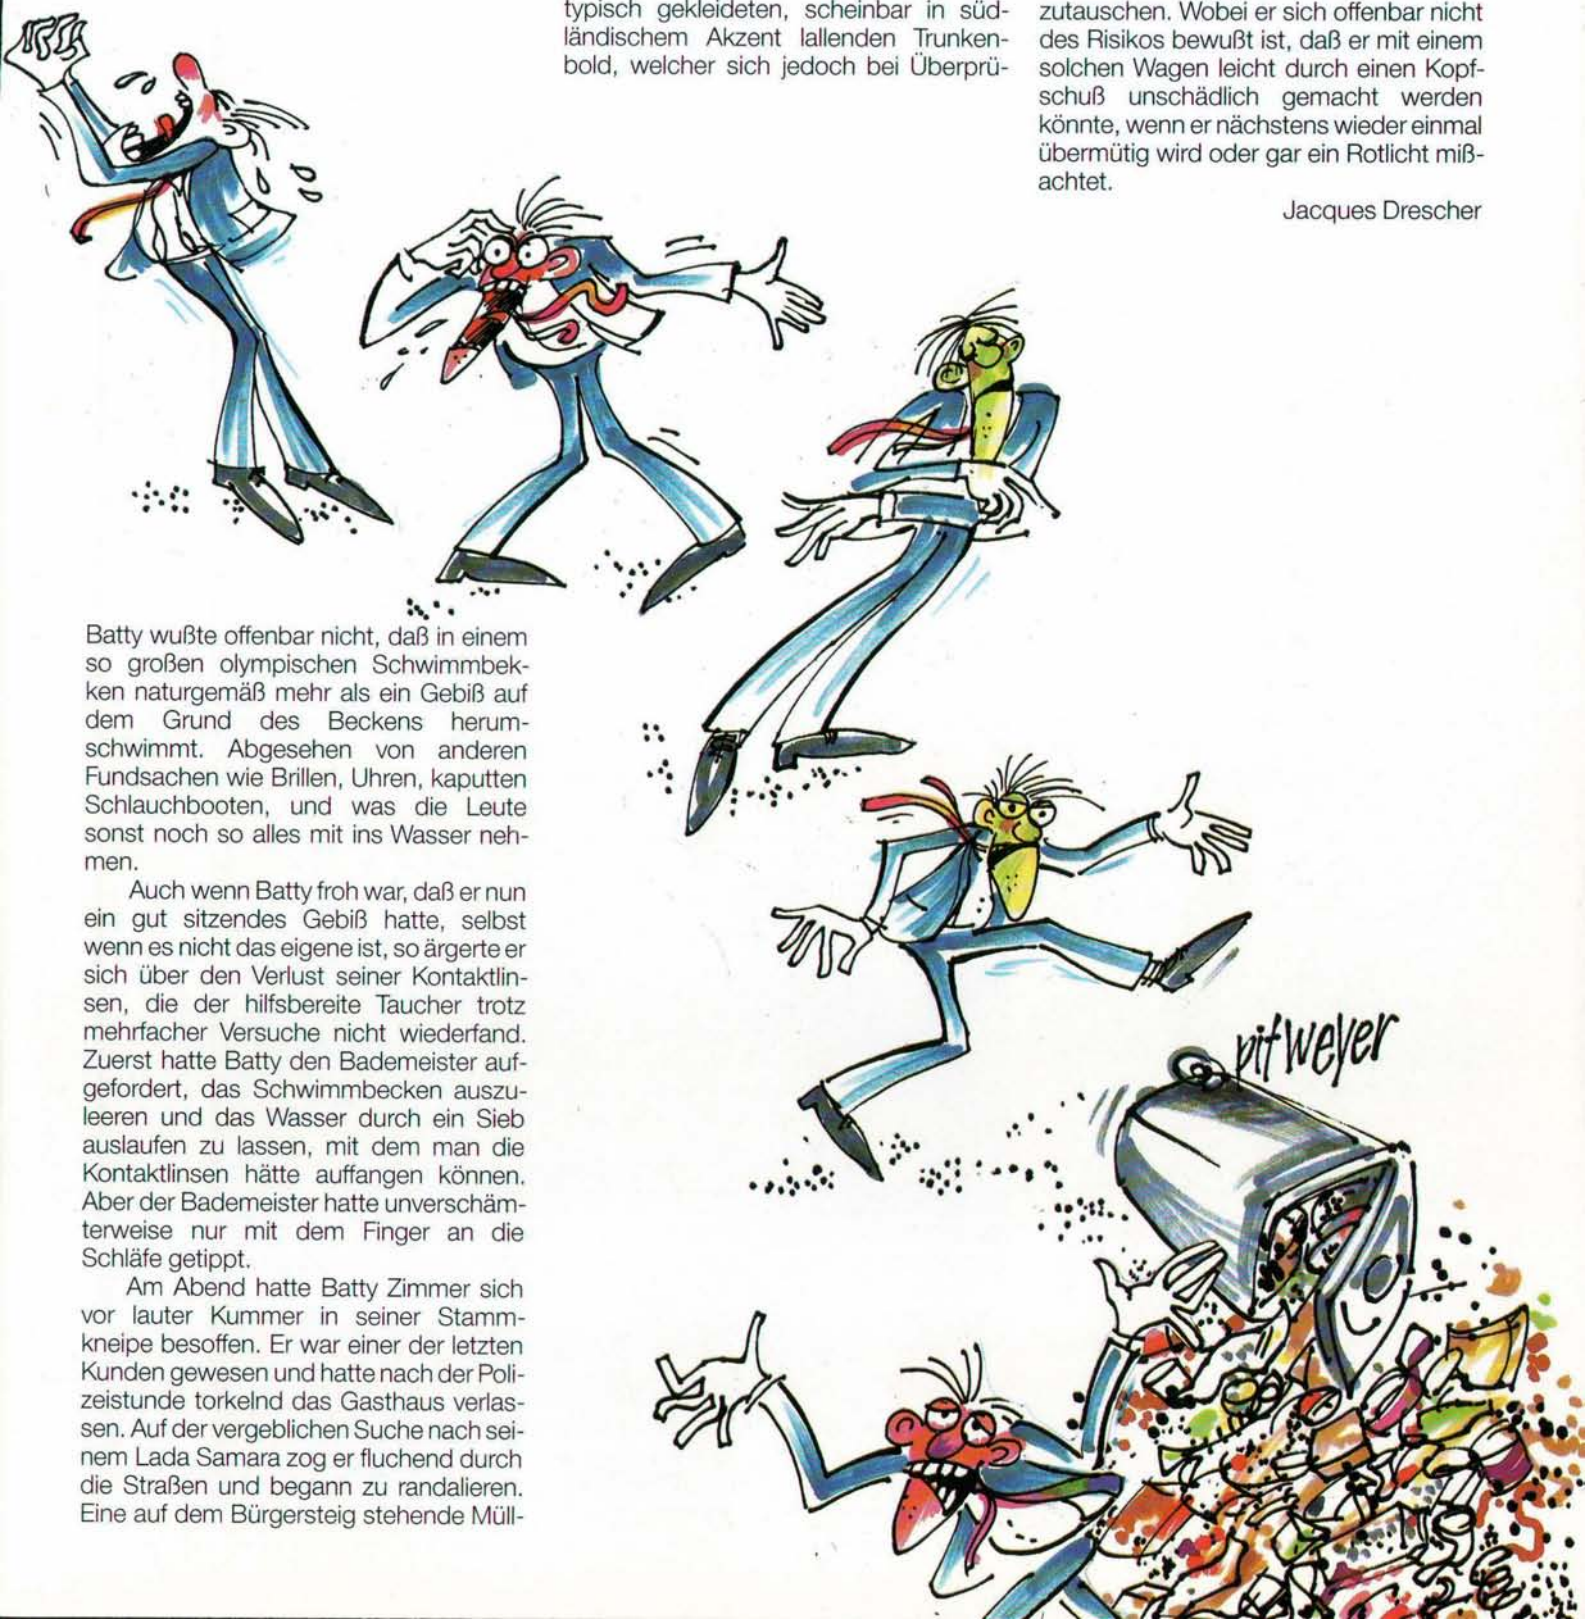 Batty wußte offenbar nicht, daß in einem
so großen olympischen Schwimmbek-
ken naturgemäß mehr als ein Gebiß auf
dem Grund des Beckens herum-
schwimmt. Abgesehen von anderen
Fundsachen wie Brillen, Uhren, kaputten
Schlauchbooten, und was die Leute
sonst noch so alles mit ins Wasser neh-
men.
Auch wenn Batty froh war, daß er nun
ein gut sitzendes Gebiß hatte, selbst
wenn es nicht das eigene ist, so ärgerte er
sich über den Verlust seiner Kontaktlin-
sen, die der hilfsbereite Taucher trotz
mehrfacher Versuche nicht wiederfand.
Zuerst hatte Batty den Bademeister auf-
gefordert, das Schwimmbecken auszu-
leeren und das Wasser durch ein Sieb
auslaufen zu lassen, mit dem man die
Kontaktlinsen hätte auffangen können.
Aber der Bademeister hatte unverschäm-
terweise nur mit dem Finger an die
Schläfe getippt.
Am Abend hatte Batty Zimmer sich
vor lauter Kummer in seiner Stamm-
kneipe besoffen. Er war einer der letzten
Kunden gewesen und hatte nach der Poli-
zeistunde torkelnd das Gasthaus verlas-
sen. Auf der vergeblichen Suche nach sei-
nem Lada Samara zog er fluchend durch
die Straßen und begann zu randalieren.
Eine auf dem Bürgersteig stehende Müll-
typisch gekleideten, scheinbar in süd-
ländischem Akzent lallenden Trunken-
bold, welcher sich jedoch bei Überprü-
zutauschen. Wobei er sich offenbar nicht
des Risikos bewußt ist, daß er mit einem
solchen Wagen leicht durch einen Kopf-
schuß unschädlich gemacht werden
könnte, wenn er nächstens wieder einmal
übermütig wird oder gar ein Rotlicht miß-
achtet.
Jacques Drescher
pit weyer